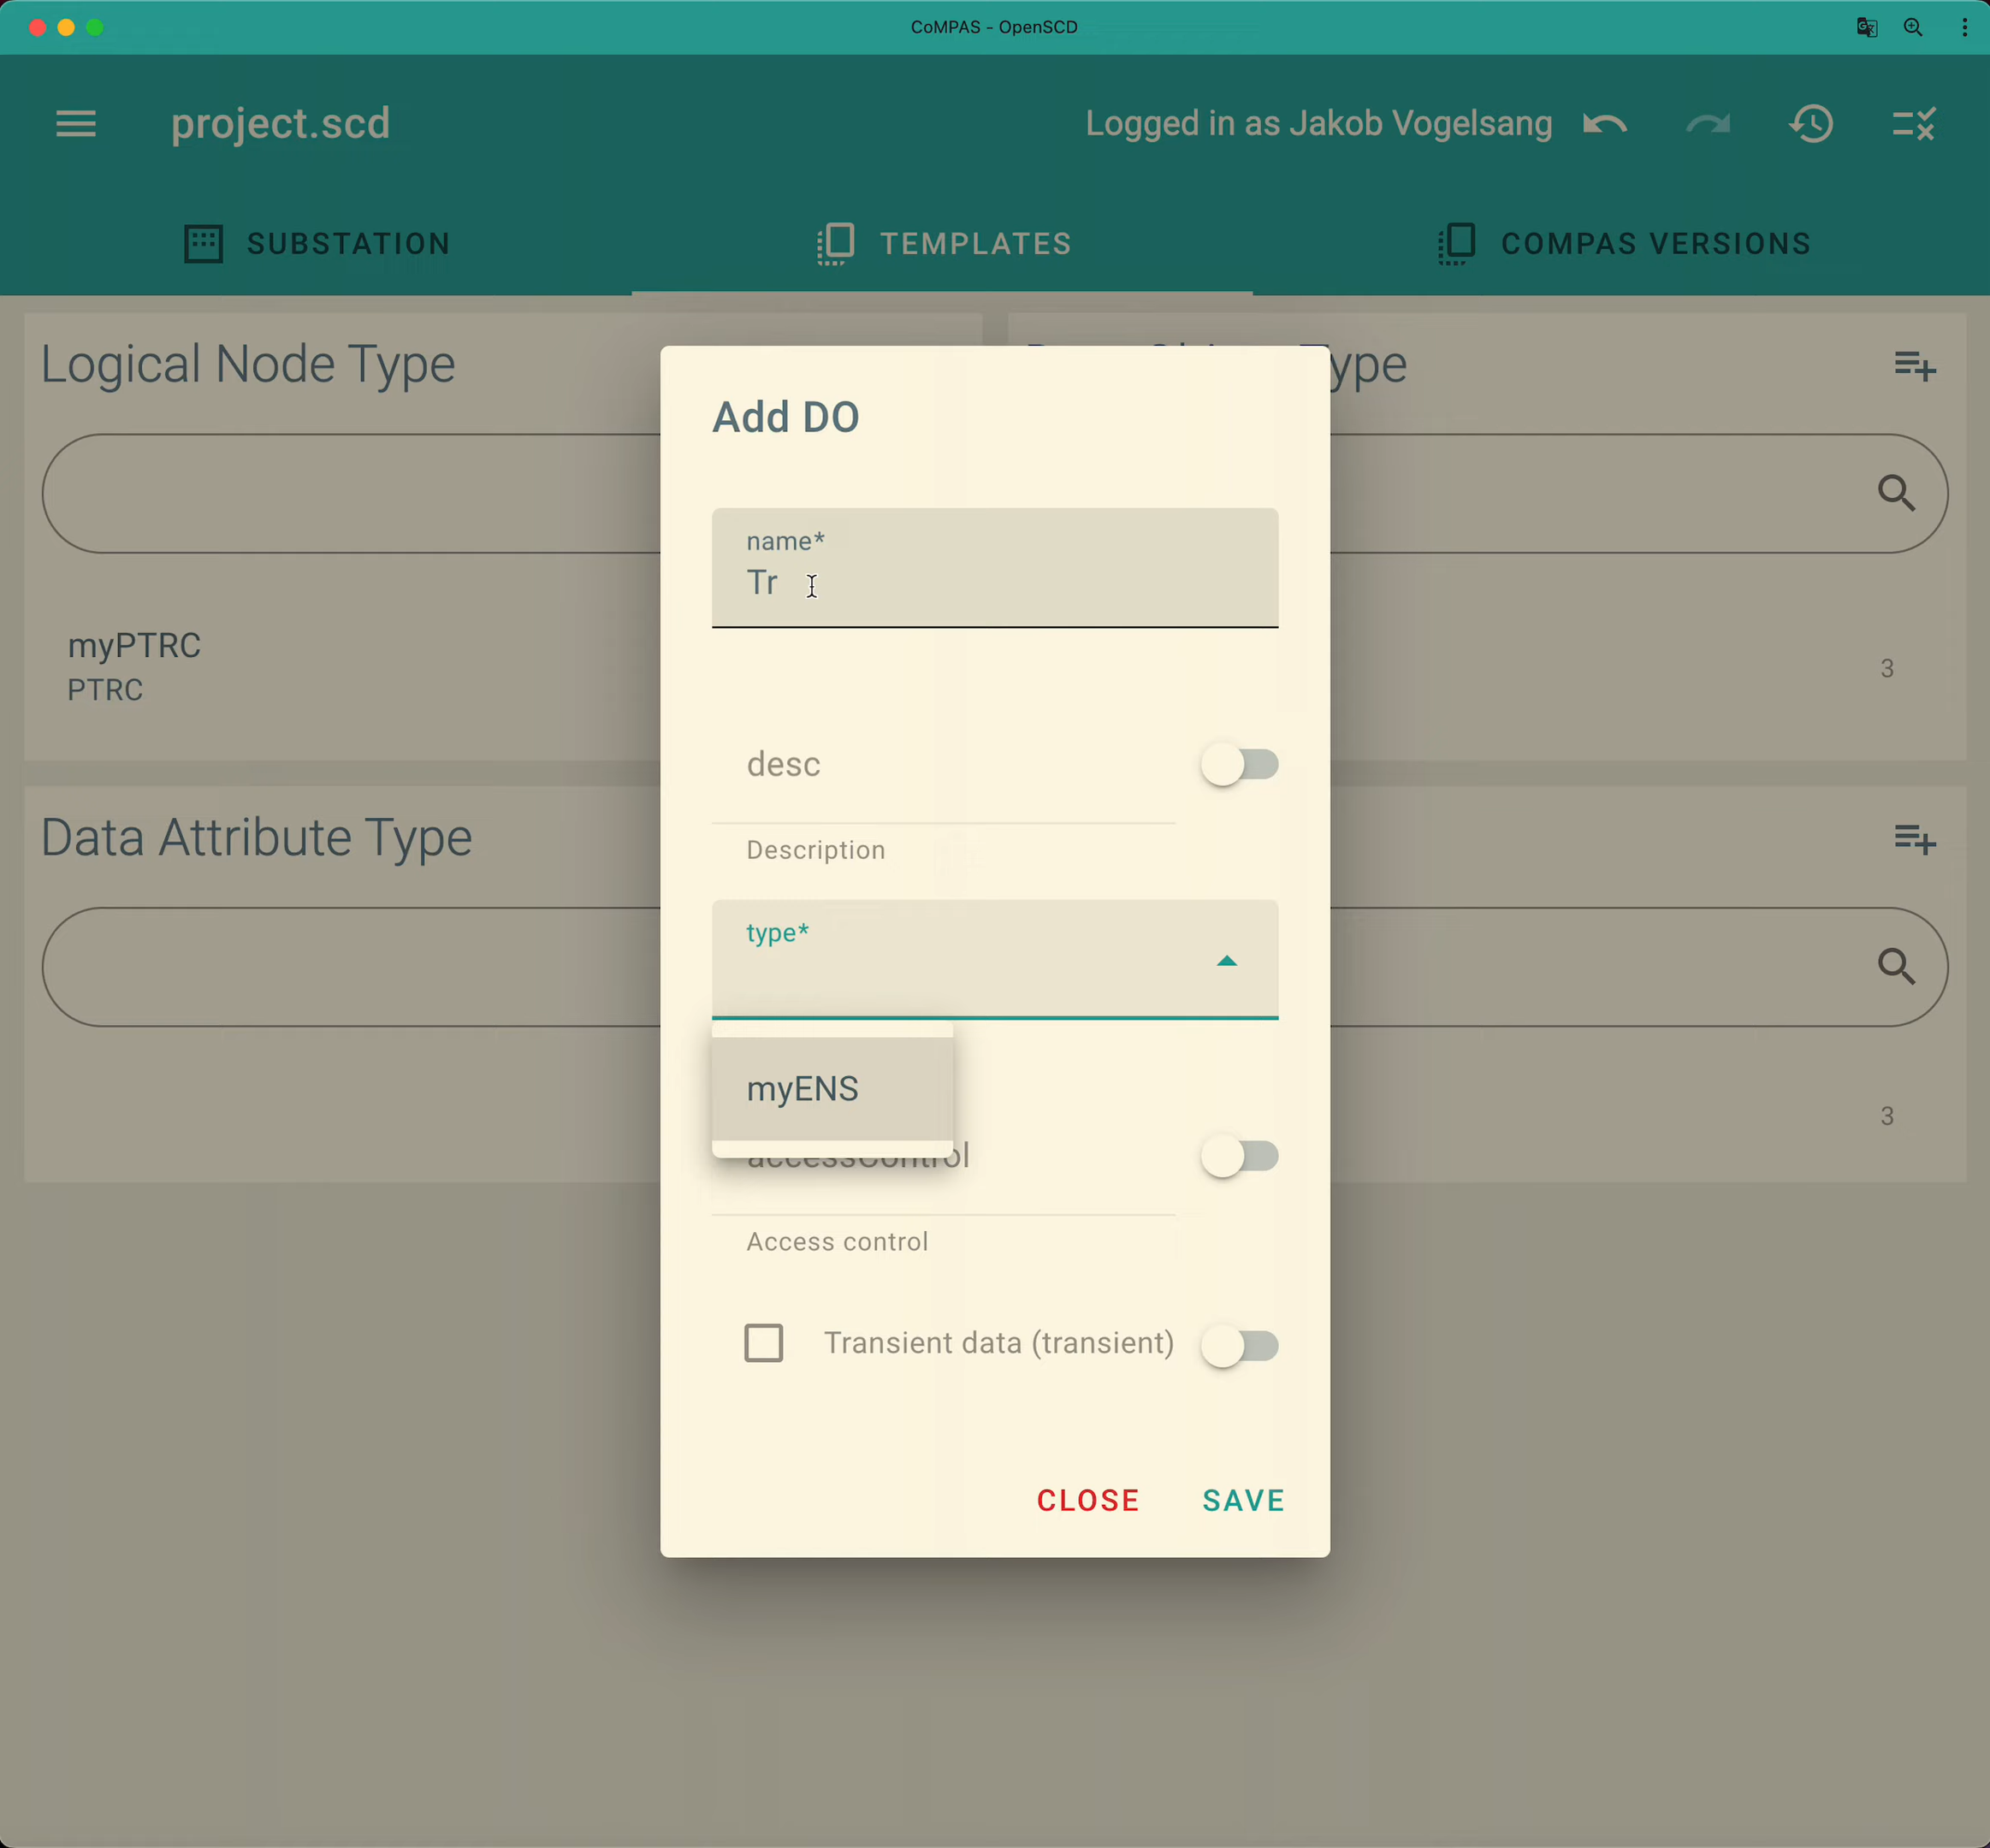 CoMPAS - OpenSCD
project.scd
Logged in as Jakob Vogelsang
SUBSTATION
TEMPLATES
COMPAS VERSIONS
Logical Node Type
Type
myPTRC
PTRC
3
Data Attribute Type
3
Add DO
name*
Tr
desc
Description
type*
myENS
accessControl
Access control
Transient data (transient)
CLOSE
SAVE